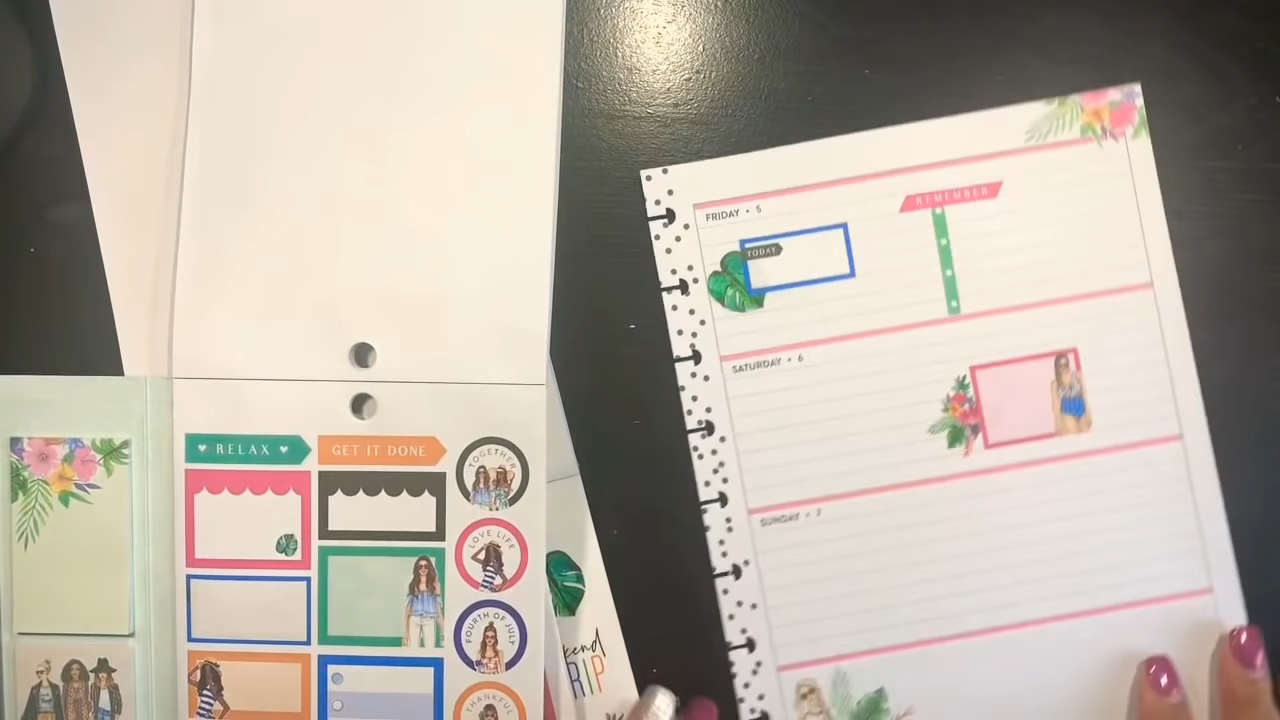 RELAX
GET IT DONE
TOGETHER
LOVE LIFE
FOURTH OF JULY
THANKFUL
kend
RIP
FRIDAY • 5
REMEMBER
TODAY
SATURDAY • 6
SUNDAY • 7